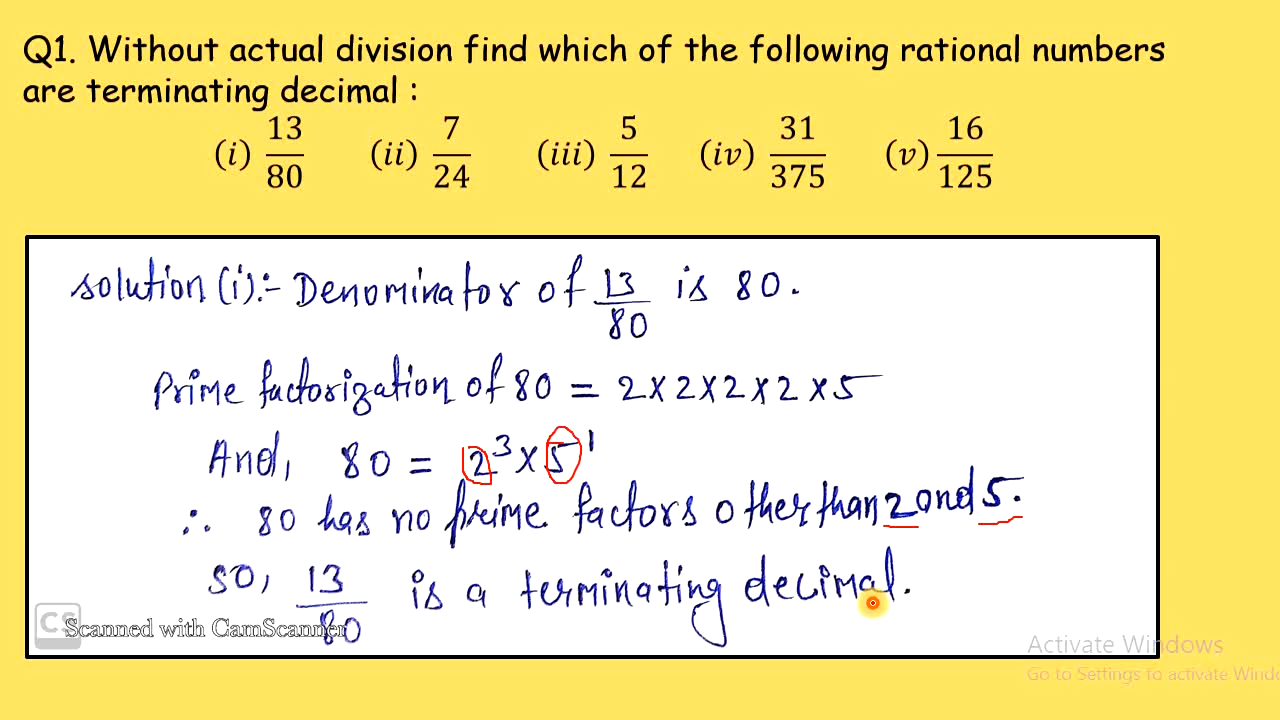 Q1. Without actual division find which of the following rational numbers
are terminating decimal :
(i) 13/80 (ii) 7/24 (iii) 5/12 (iv) 31/375 (v) 16/125
Solution (i):- Denominator of 13/80 is 80.
Prime factorization of 80 = 2×2×2×2×5
And, 80 = 2³×5¹
∴ 80 has no prime factors other than 2 and 5.
So, 13/80 is a terminating decimal.
CS Scanned with CamScanner
Activate Windows
Go to Settings to activate Windo